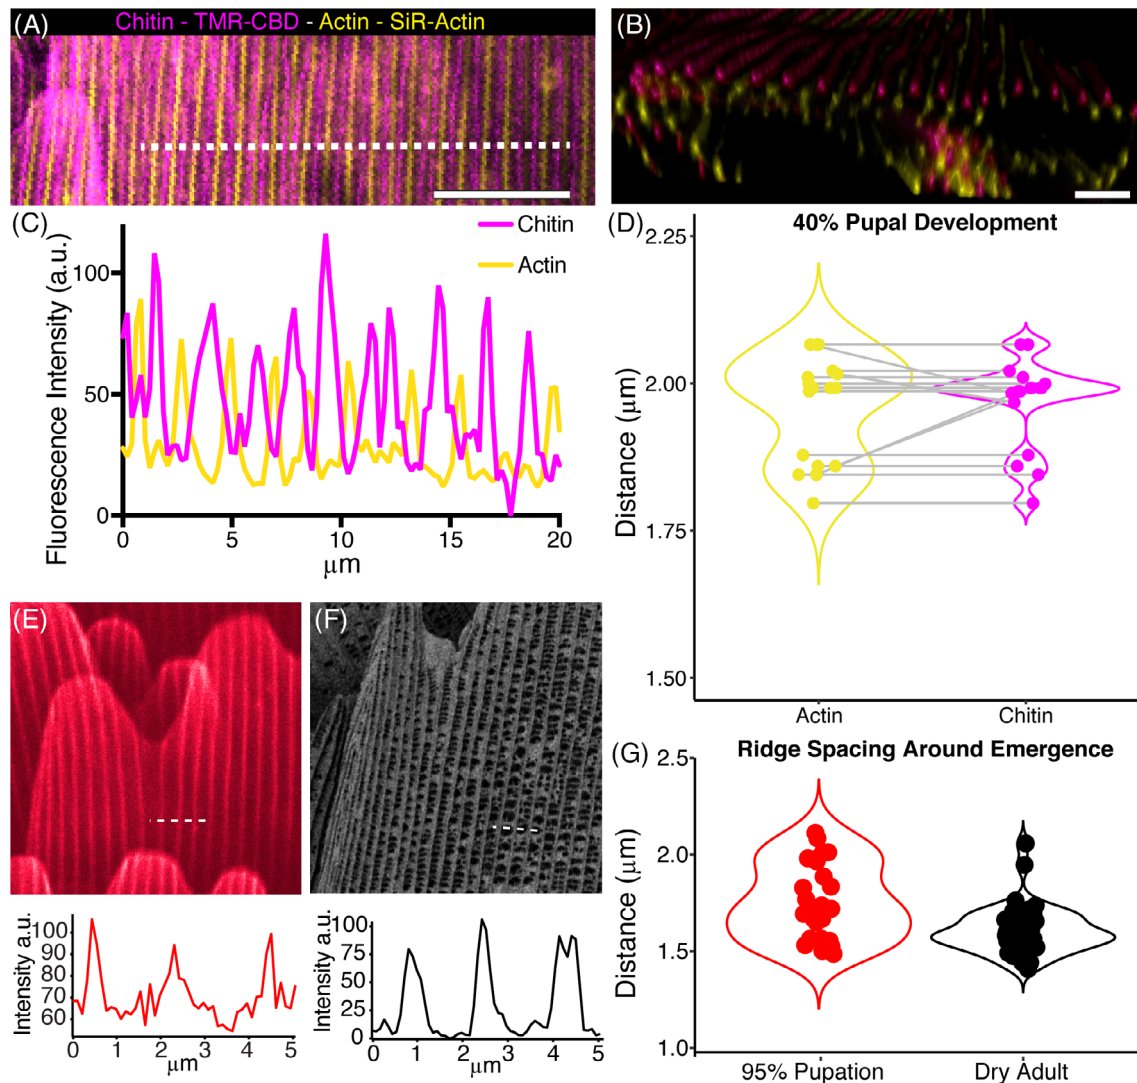 (A)
Chitin - TMR-CBD - Actin - SiR-Actin
(B)
(C)
Chitin
Actin
Fluorescence Intensity (a.u.)
100
50
0
0 5 10 15 20
μm
(D)
40% Pupal Development
Distance (μm)
2.25
2.00
1.75
1.50
Actin Chitin
(E)
(F)
Intensity a.u.
100
90
80
70
60
0 1 2 3 4 5
μm
Intensity a.u.
100
75
50
25
0
0 1 2 3 4 5
μm
(G)
Ridge Spacing Around Emergence
Distance (μm)
2.5
2.0
1.5
1.0
95% Pupation Dry Adult